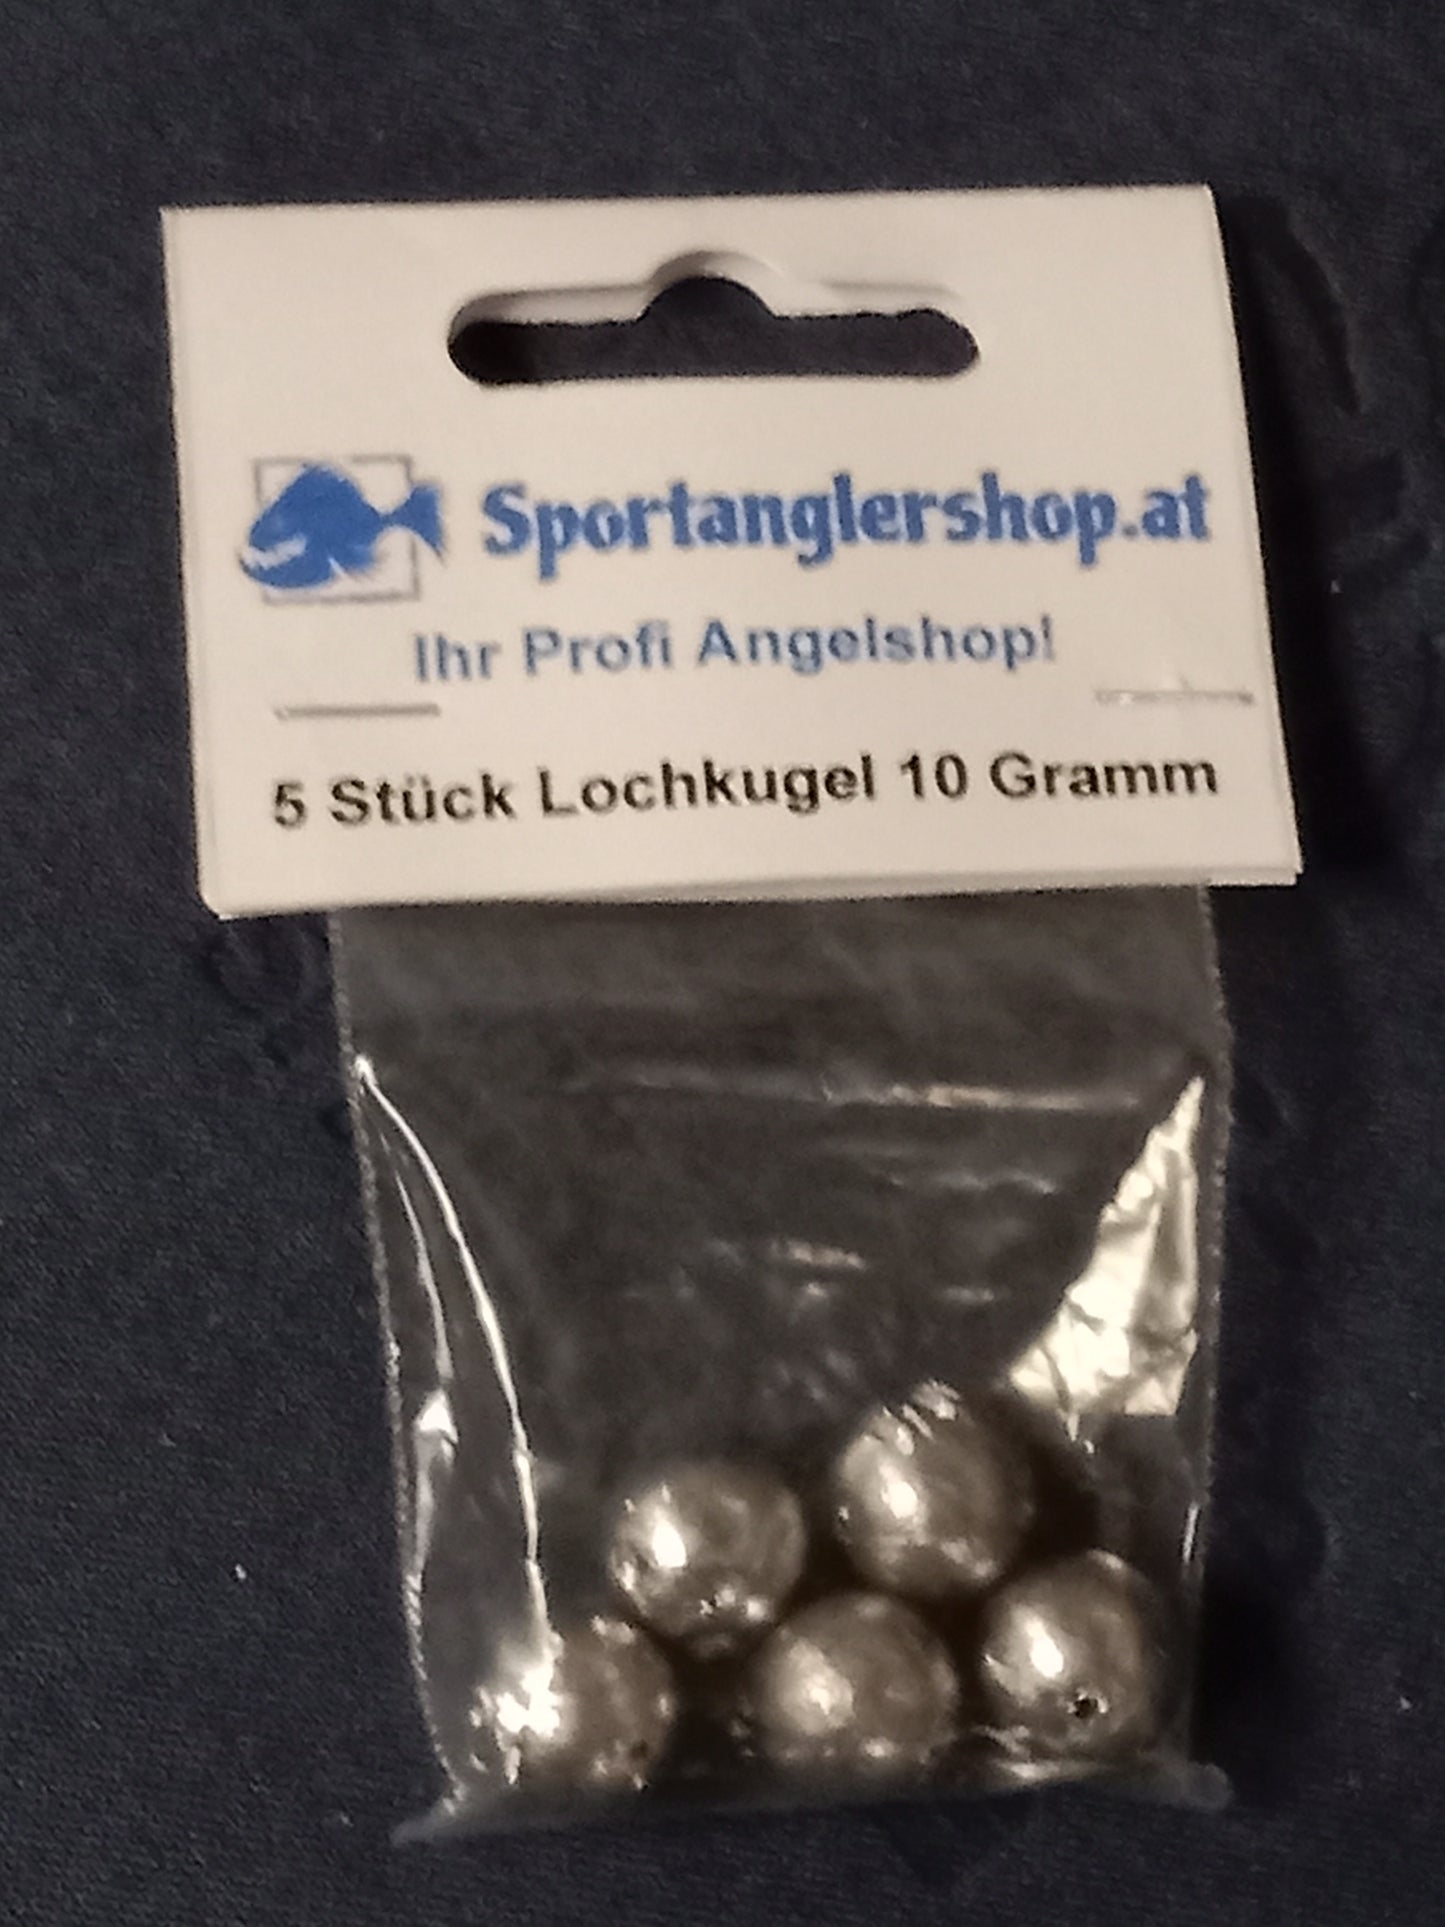 Sportanglershop.at
Ihr Profi Angelshop!
5 Stück Lochkugel 10 Gramm